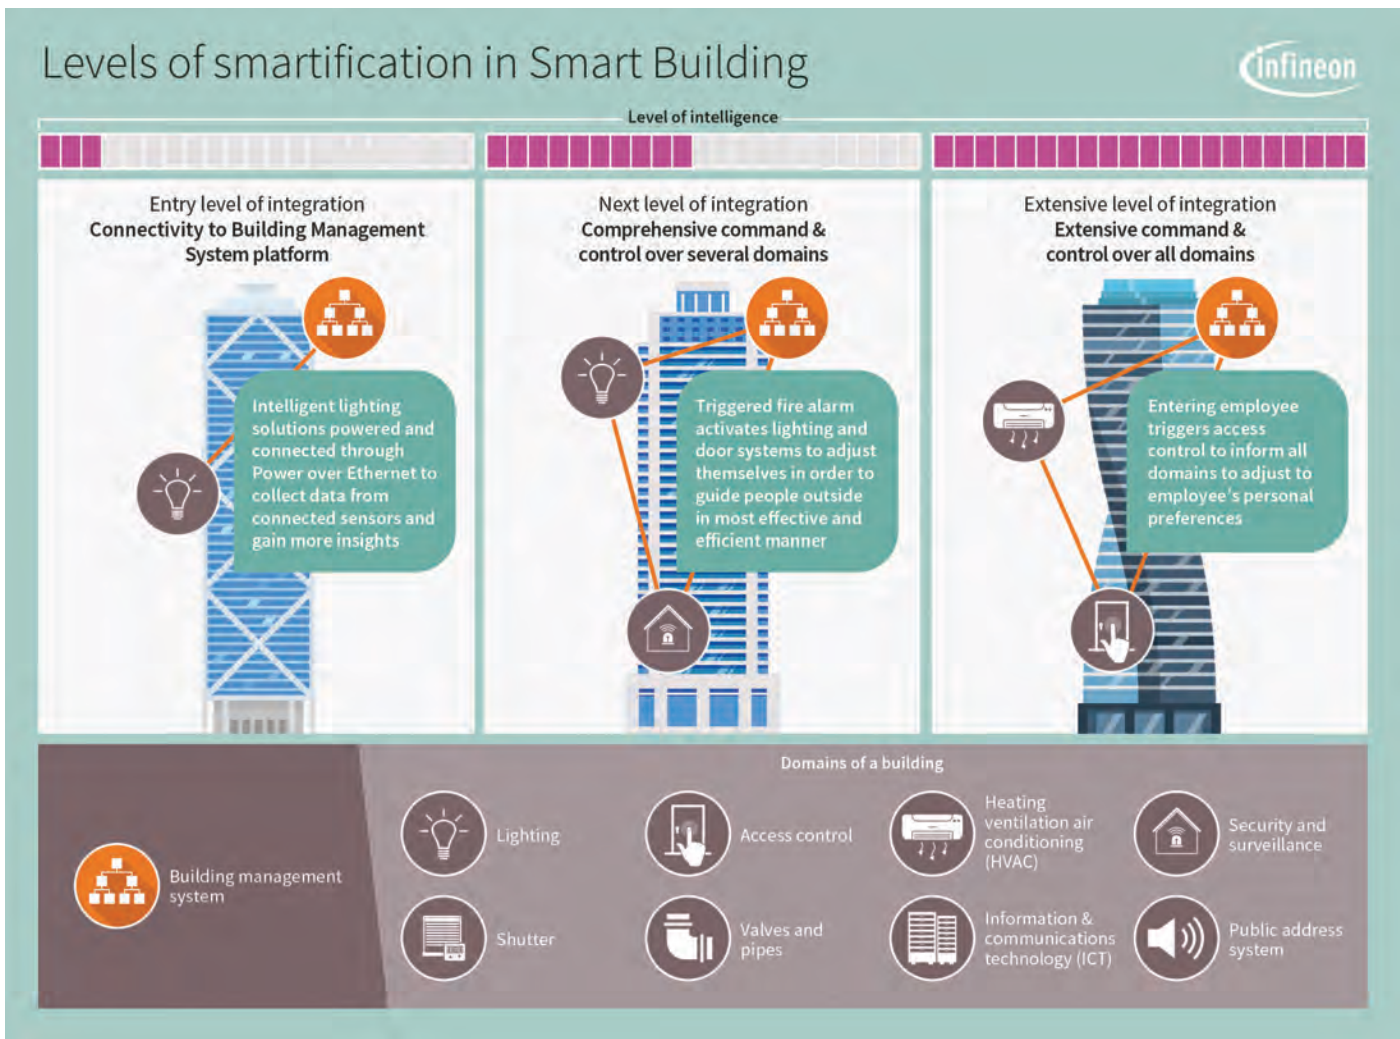 Levels of smartification in Smart Building
infineon
Level of intelligence
Entry level of integration
Connectivity to Building Management
System platform
Intelligent lighting
solutions powered and
connected through
Power over Ethernet to
collect data from
connected sensors and
gain more insights
Next level of integration
Comprehensive command &
control over several domains
Triggered fire alarm
activates lighting and
door systems to adjust
themselves in order to
guide people outside
in most effective and
efficient manner
Extensive level of integration
Extensive command &
control over all domains
Entering employee
triggers access
control to inform all
domains to adjust to
employee's personal
preferences
Building management
system
Domains of a building
Lighting
Access control
Heating
ventilation air
conditioning
(HVAC)
Security and
surveillance
Shutter
Valves and
pipes
Information &
communications
technology (ICT)
Public address
system